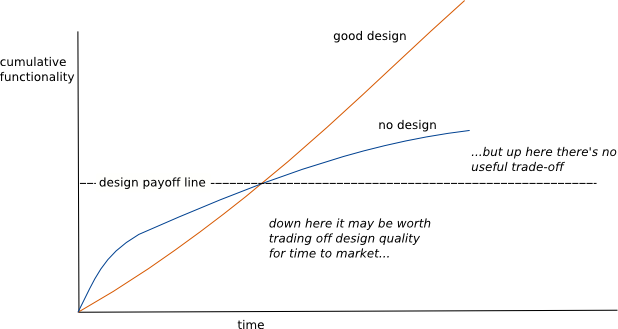 good design
cumulative
functionality
no design
...but up here there's no
useful trade-off
design payoff line
down here it may be worth
trading off design quality
for time to market...
time